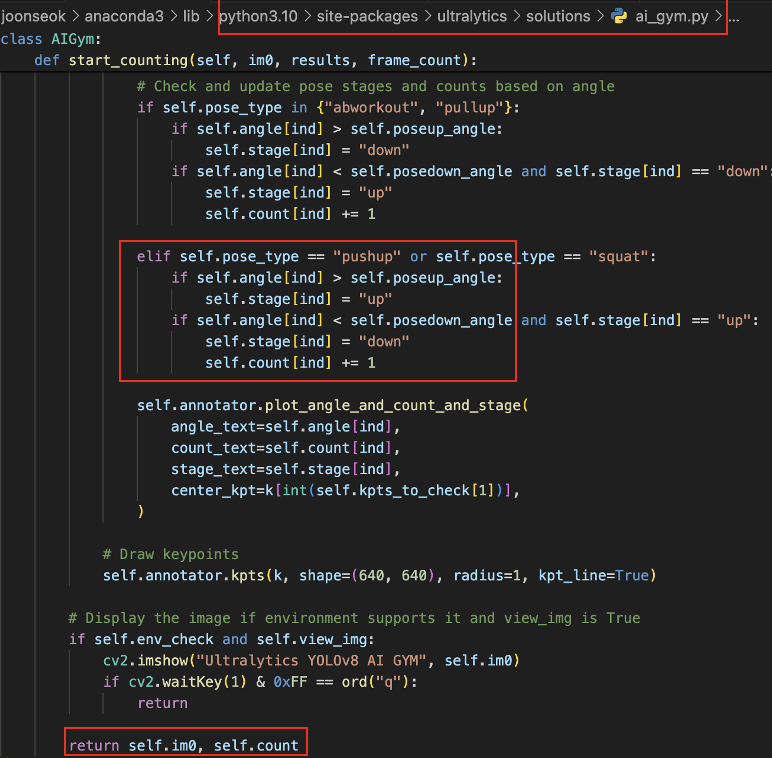 joonseok > anaconda3 > lib > python3.10 > site-packages > ultralytics > solutions > ai_gym.py > ...
class AIGym:
    def start_counting(self, im0, results, frame_count):
                # Check and update pose stages and counts based on angle
                if self.pose_type in {"abworkout", "pullup"}:
                    if self.angle[ind] > self.poseup_angle:
                        self.stage[ind] = "down"
                    if self.angle[ind] < self.posedown_angle and self.stage[ind] == "down":
                        self.stage[ind] = "up"
                        self.count[ind] += 1
                elif self.pose_type == "pushup" or self.pose_type == "squat":
                    if self.angle[ind] > self.poseup_angle:
                        self.stage[ind] = "up"
                    if self.angle[ind] < self.posedown_angle and self.stage[ind] == "up":
                        self.stage[ind] = "down"
                        self.count[ind] += 1
                self.annotator.plot_angle_and_count_and_stage(
                    angle_text=self.angle[ind],
                    count_text=self.count[ind],
                    stage_text=self.stage[ind],
                    center_kpt=k[int(self.kpts_to_check[1])],
                )
            # Draw keypoints
            self.annotator.kpts(k, shape=(640, 640), radius=1, kpt_line=True)
        # Display the image if environment supports it and view_img is True
        if self.env_check and self.view_img:
            cv2.imshow("Ultralytics YOLOv8 AI GYM", self.im0)
            if cv2.waitKey(1) & 0xFF == ord("q"):
                return
        return self.im0, self.count